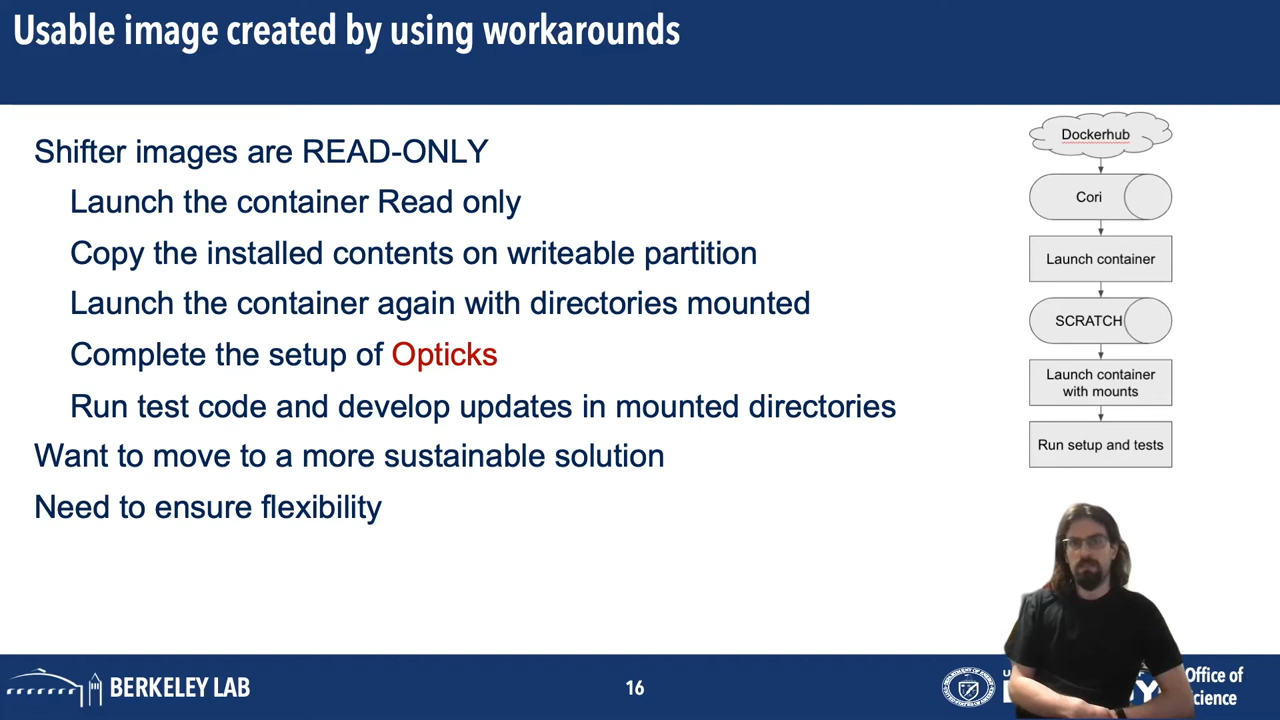 Usable image created by using workarounds
Shifter images are READ-ONLY
Launch the container Read only
Copy the installed contents on writeable partition
Launch the container again with directories mounted
Complete the setup of Opticks
Run test code and develop updates in mounted directories
Want to move to a more sustainable solution
Need to ensure flexibility
Dockerhub
Cori
Launch container
SCRATCH
Launch container
with mounts
Run setup and tests
BERKELEY LAB
16
Office of
Science